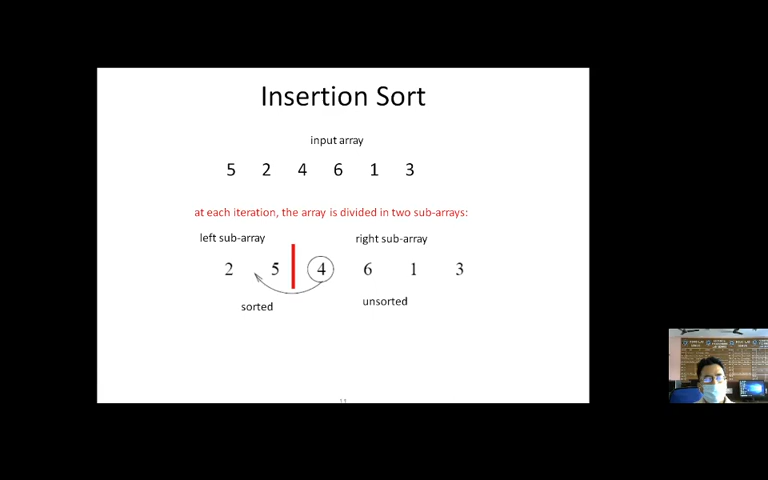 Insertion Sort
input array
5 2 4 6 1 3
at each iteration, the array is divided in two sub-arrays:
left sub-array right sub-array
2 5 4 6 1 3
sorted unsorted